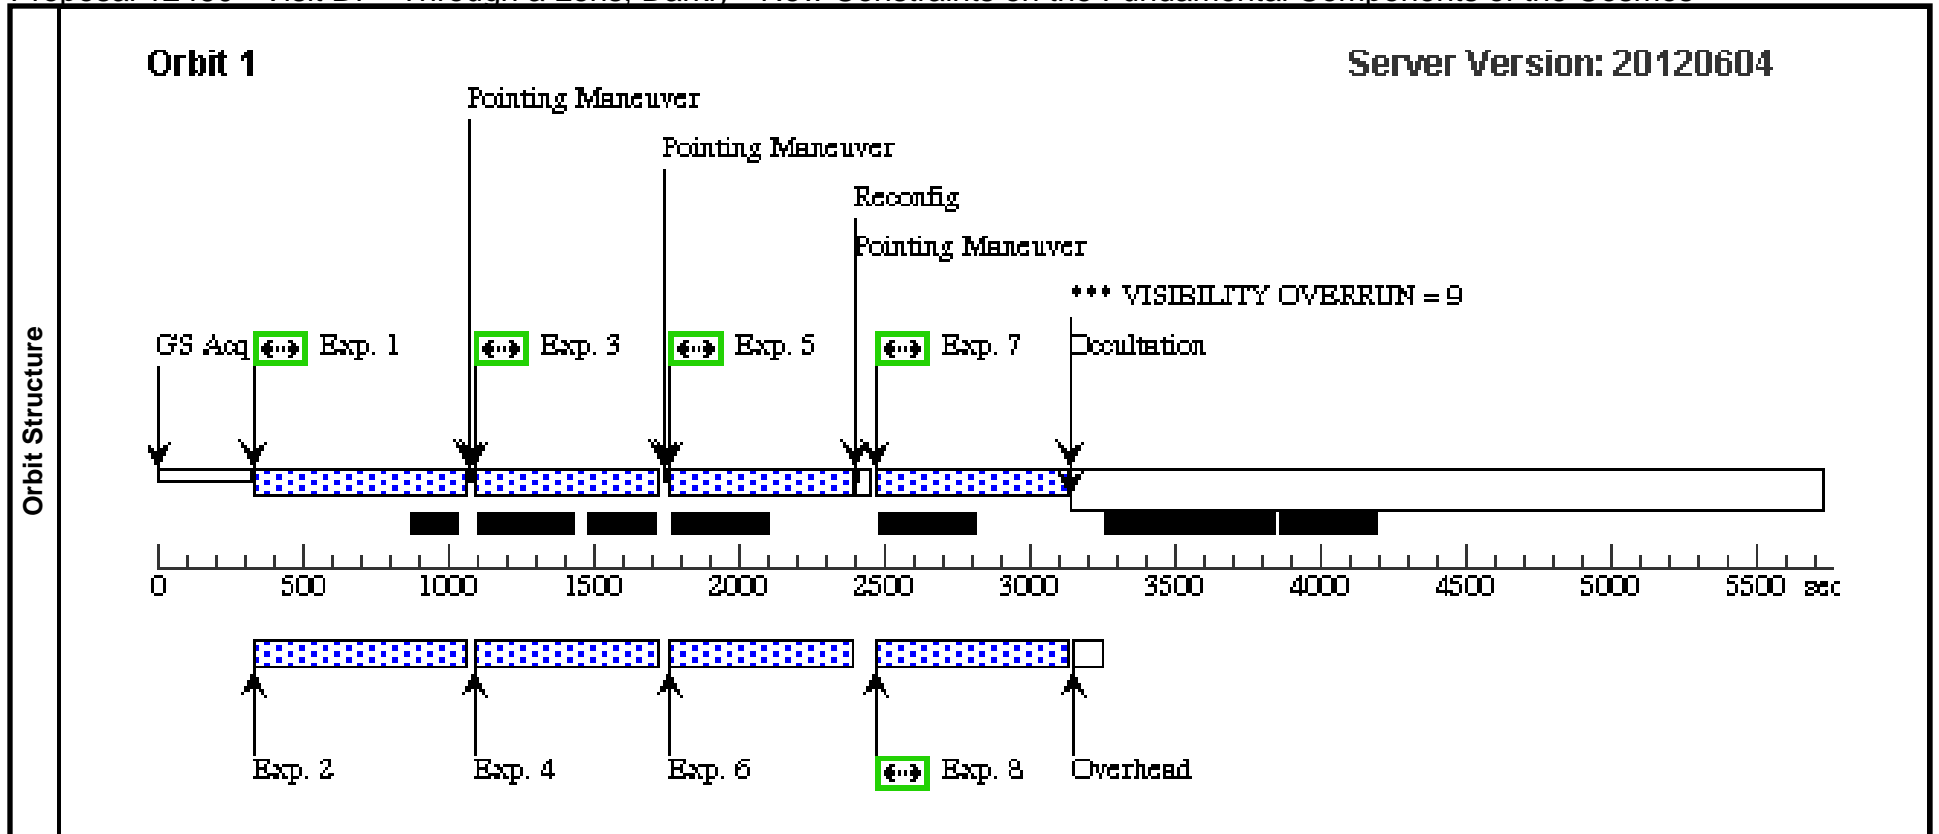 Orbit 1
Server Version: 20120604
Pointing Maneuver
Pointing Maneuver
Reconfig
Pointing Maneuver
*** VISIBILITY OVERRUN = 9
GS Acq
Exp. 1
Exp. 3
Exp. 5
Exp. 7
Occultation
Orbit Structure
0 500 1000 1500 2000 2500 3000 3500 4000 4500 5000 5500 sec
Exp. 2
Exp. 4
Exp. 6
Exp. 8
Overhead